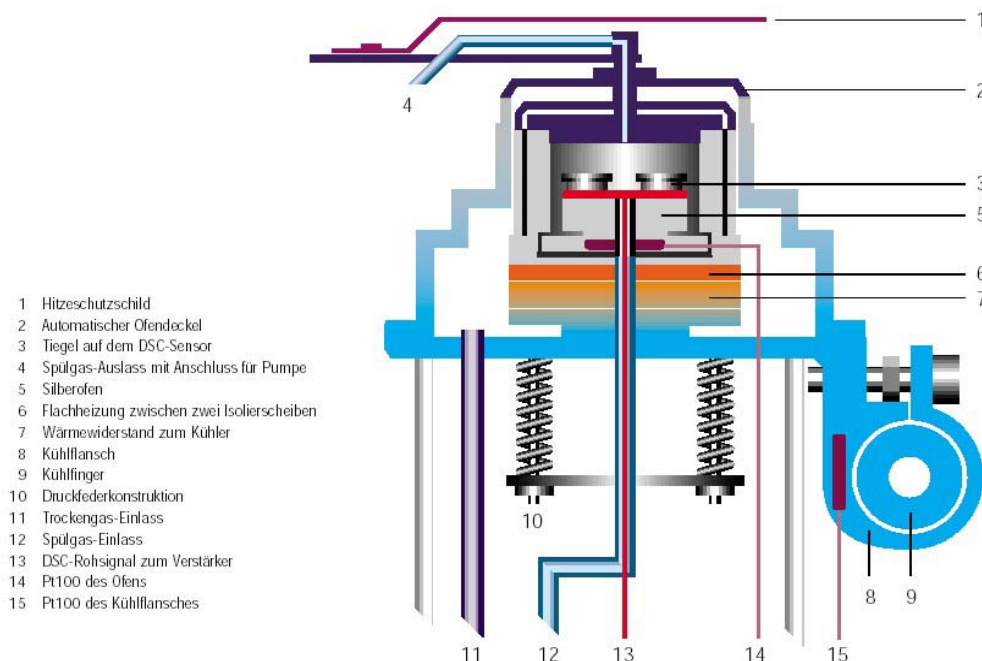 1
2
4
3
5
6
7
1 Hitzeschutzschild
2 Automatischer Ofendeckel
3 Tiegel auf dem DSC-Sensor
4 Spülgas-Auslass mit Anschluss für Pumpe
5 Silberofen
6 Flachheizung zwischen zwei Isolierscheiben
7 Wärmewiderstand zum Kühler
8 Kühlflansch
9 Kühlfinger
10 Druckfederkonstruktion
11 Trockengas-Einlass
12 Spülgas-Einlass
13 DSC-Rohsignal zum Verstärker
14 Pt100 des Ofens
15 Pt100 des Kühlflansches
10
8 9
11 12 13 14 15